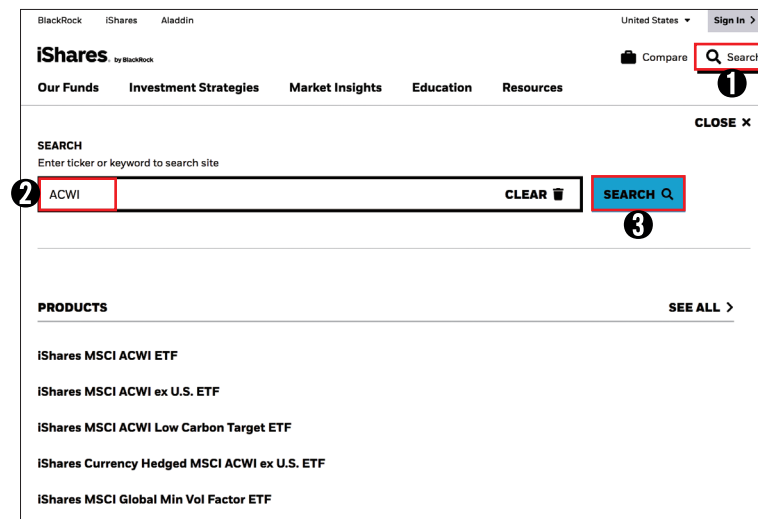 BlackRock iShares Aladdin United States Sign In >
iShares. by BlackRock Compare Search
1
Our Funds Investment Strategies Market Insights Education Resources
CLOSE ×
SEARCH
Enter ticker or keyword to search site
2 ACWI CLEAR SEARCH
3
PRODUCTS SEE ALL >
iShares MSCI ACWI ETF
iShares MSCI ACWI ex U.S. ETF
iShares MSCI ACWI Low Carbon Target ETF
iShares Currency Hedged MSCI ACWI ex U.S. ETF
iShares MSCI Global Min Vol Factor ETF